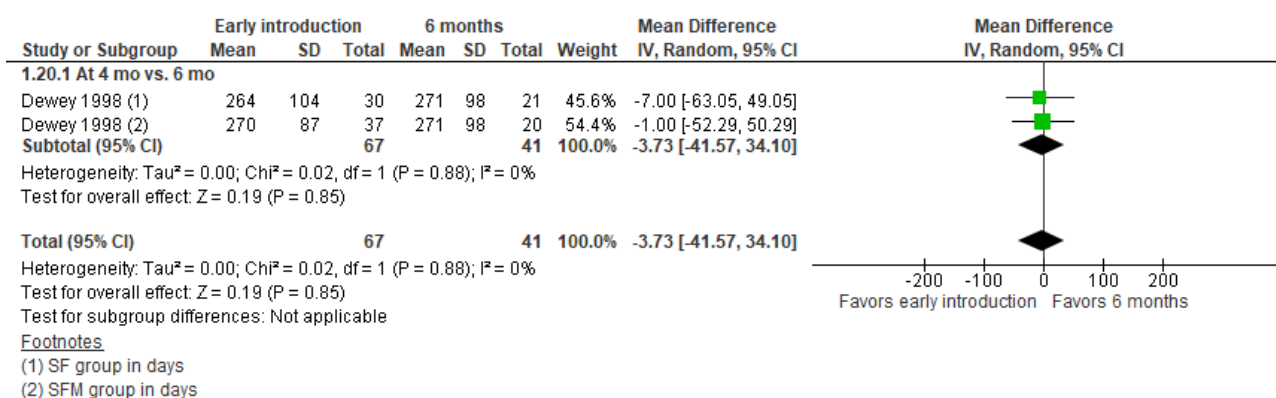 Early introduction 6 months Mean Difference Mean Difference
Study or Subgroup Mean SD Total Mean SD Total Weight IV, Random, 95% CI IV, Random, 95% CI
1.20.1 At 4 mo vs. 6 mo
Dewey 1998 (1) 264 104 30 271 98 21 45.6% -7.00 [-63.05, 49.05]
Dewey 1998 (2) 270 87 37 271 98 20 54.4% -1.00 [-52.29, 50.29]
Subtotal (95% CI) 67 41 100.0% -3.73 [-41.57, 34.10]
Heterogeneity: Tau² = 0.00; Chi² = 0.02, df = 1 (P = 0.88); I² = 0%
Test for overall effect: Z = 0.19 (P = 0.85)
Total (95% CI) 67 41 100.0% -3.73 [-41.57, 34.10]
Heterogeneity: Tau² = 0.00; Chi² = 0.02, df = 1 (P = 0.88); I² = 0%
Test for overall effect: Z = 0.19 (P = 0.85)
Test for subgroup differences: Not applicable
-200 -100 0 100 200
Favors early introduction Favors 6 months
Footnotes
(1) SF group in days
(2) SFM group in days